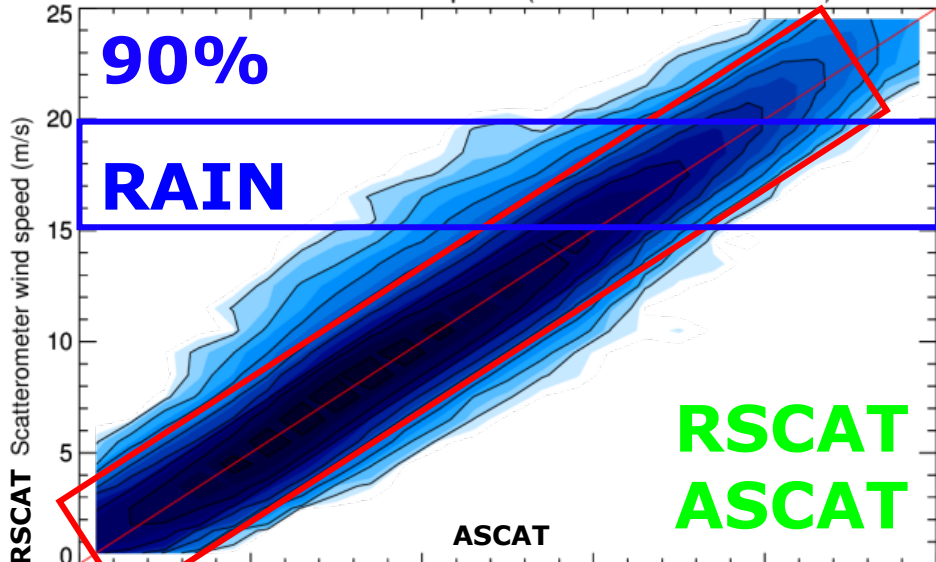 25
90%
20
RAIN
15
10
5
0
RSCAT Scatterometer wind speed (m/s)
RSCAT
ASCAT
ASCAT